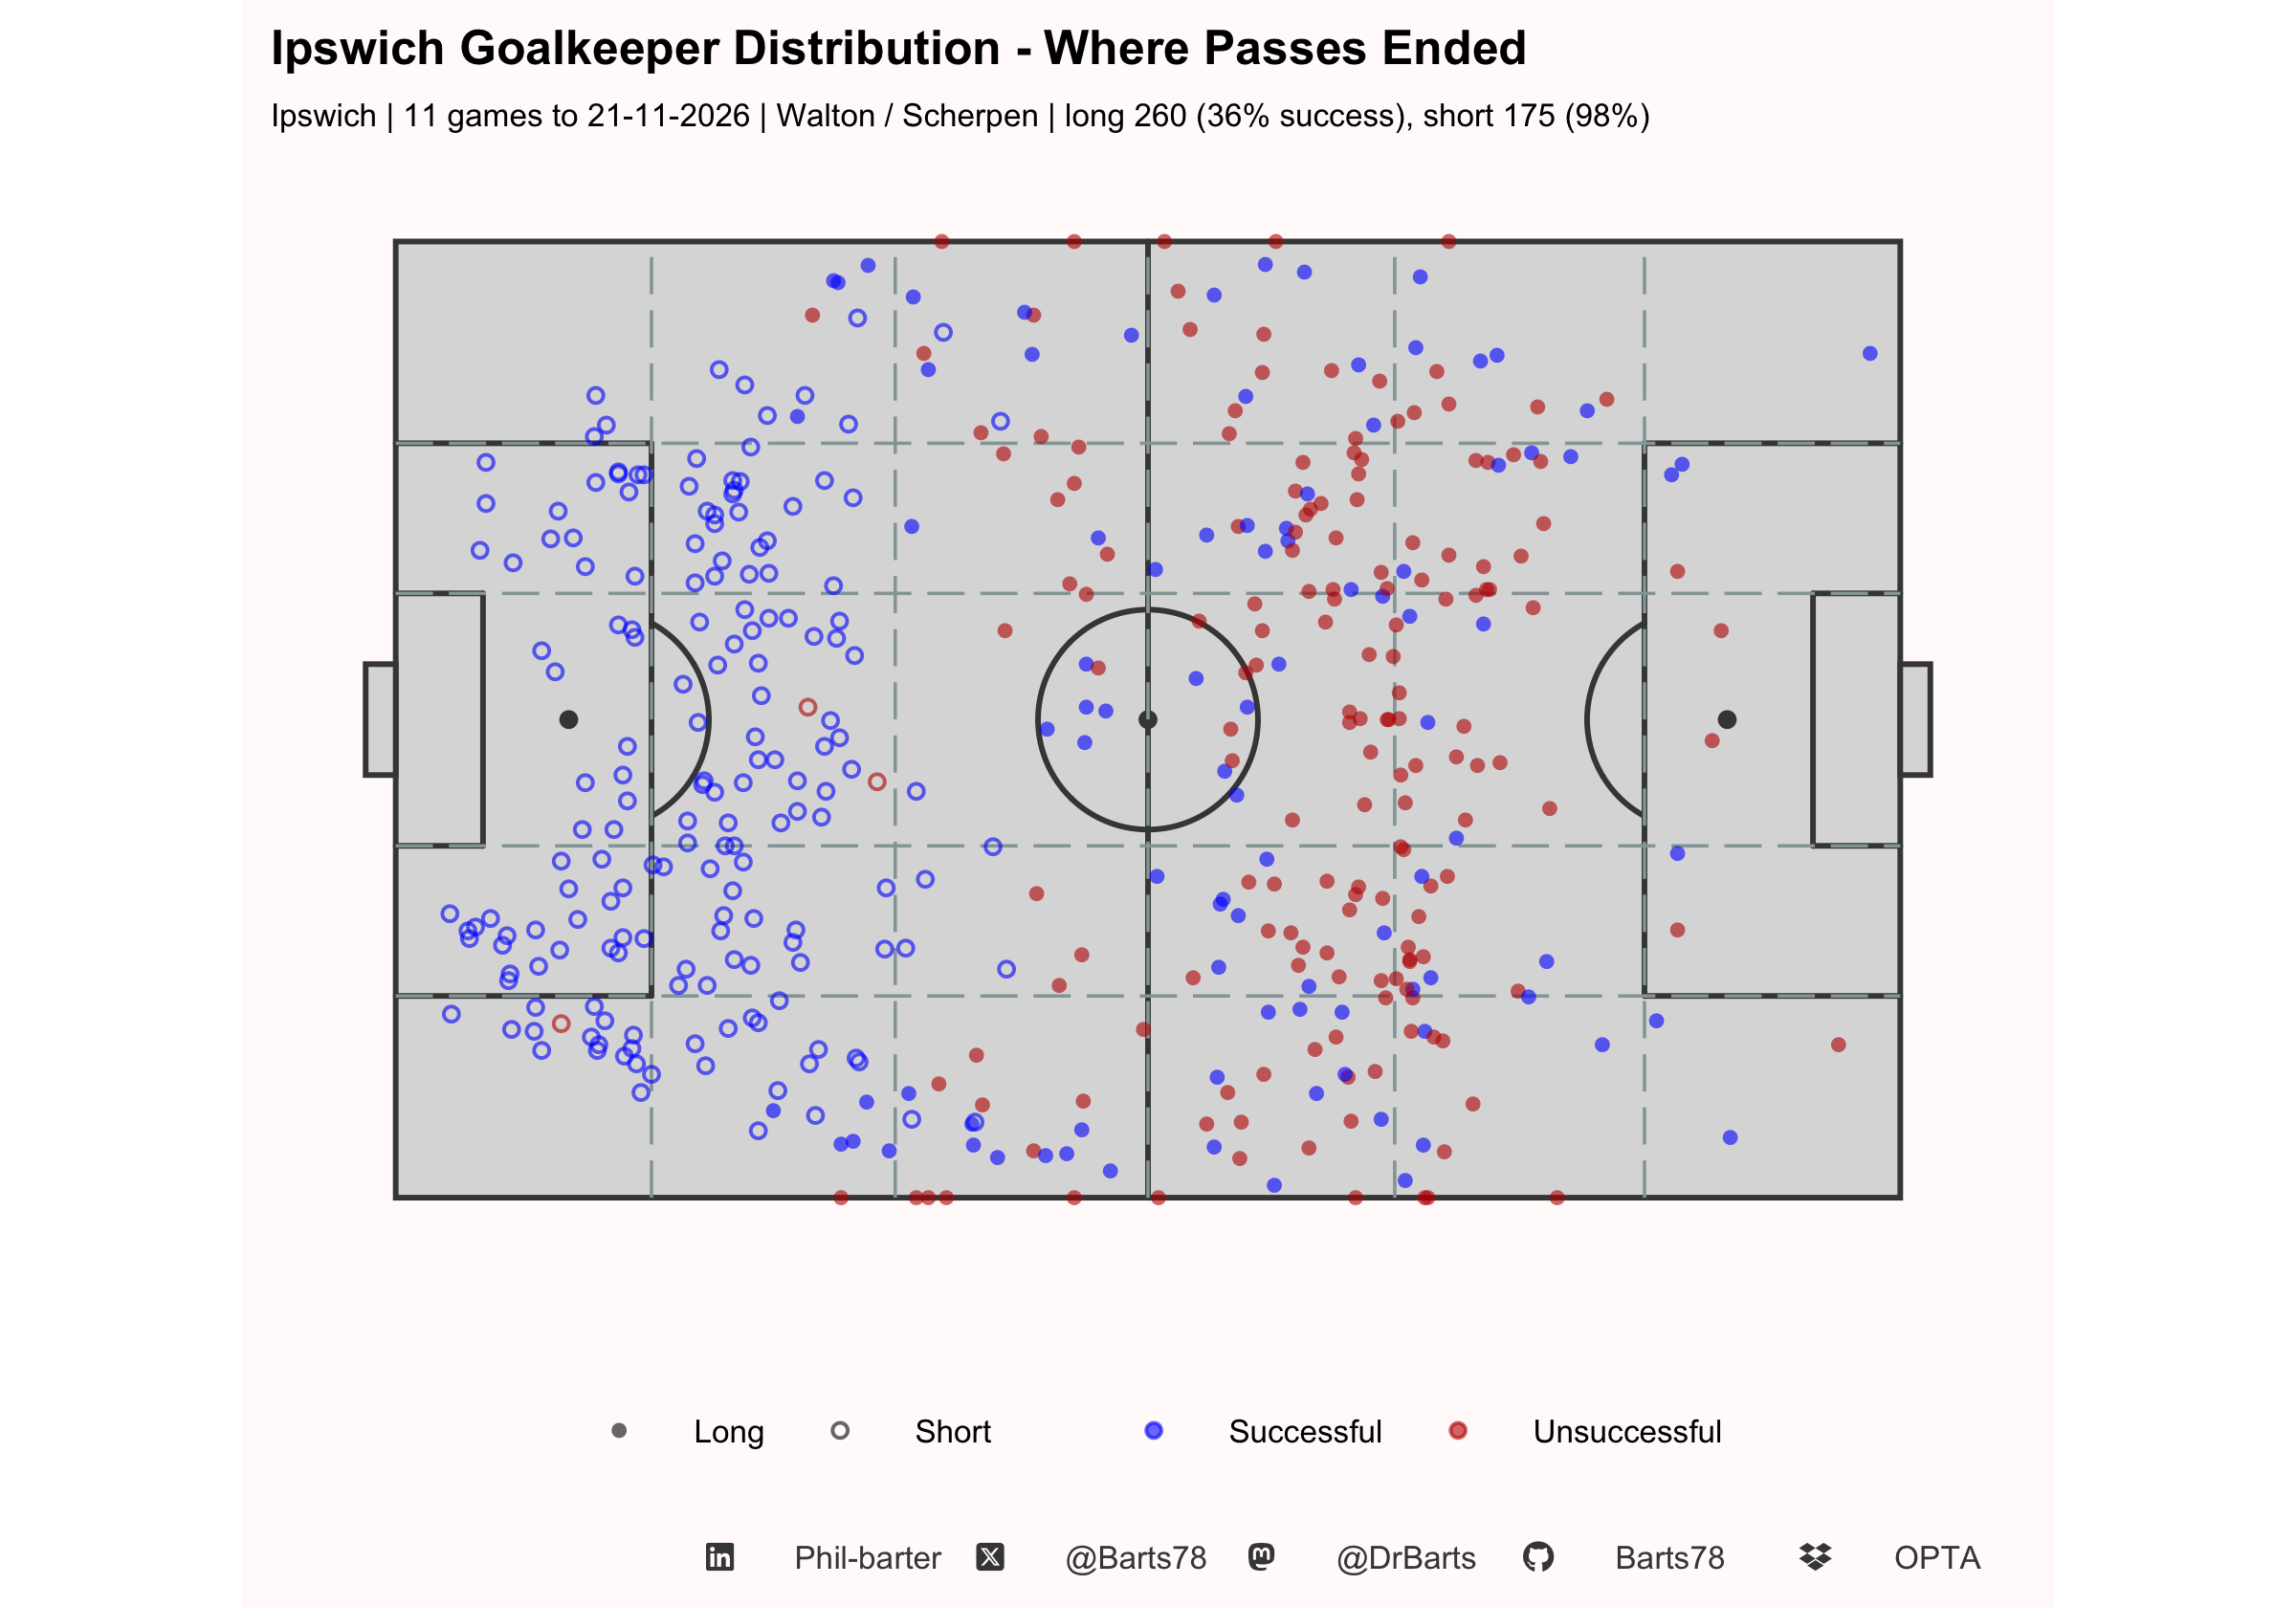 Ipswich Goalkeeper Distribution - Where Passes Ended
Ipswich | 11 games to 21-11-2026 | Walton / Scherpen | long 260 (36% success), short 175 (98%)
Long Short Successful Unsuccessful
Phil-barter @Barts78 @DrBarts Barts78 OPTA